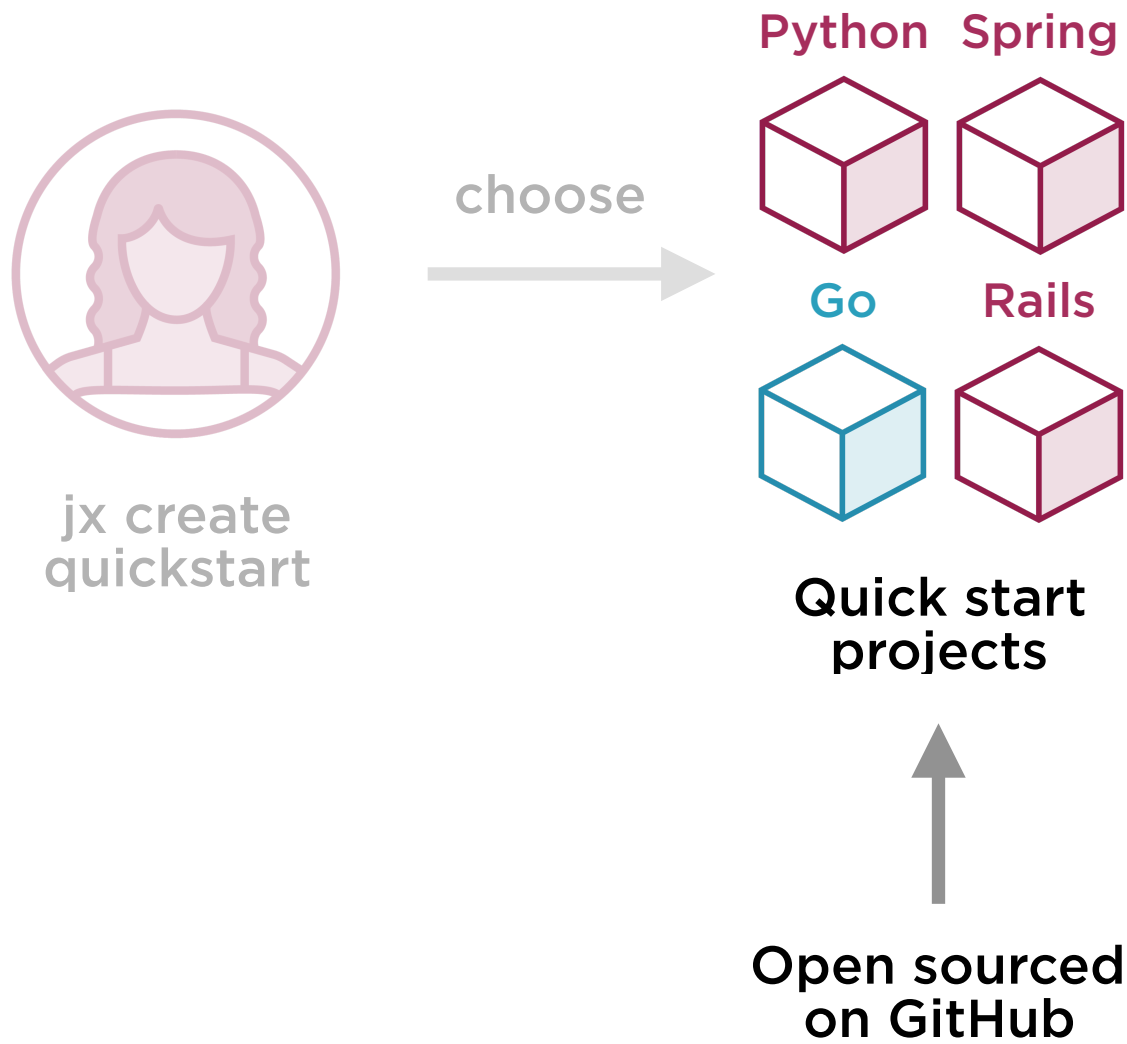 Python Spring
choose
Go Rails
jx create
quickstart
Quick start
projects
Open sourced
on GitHub